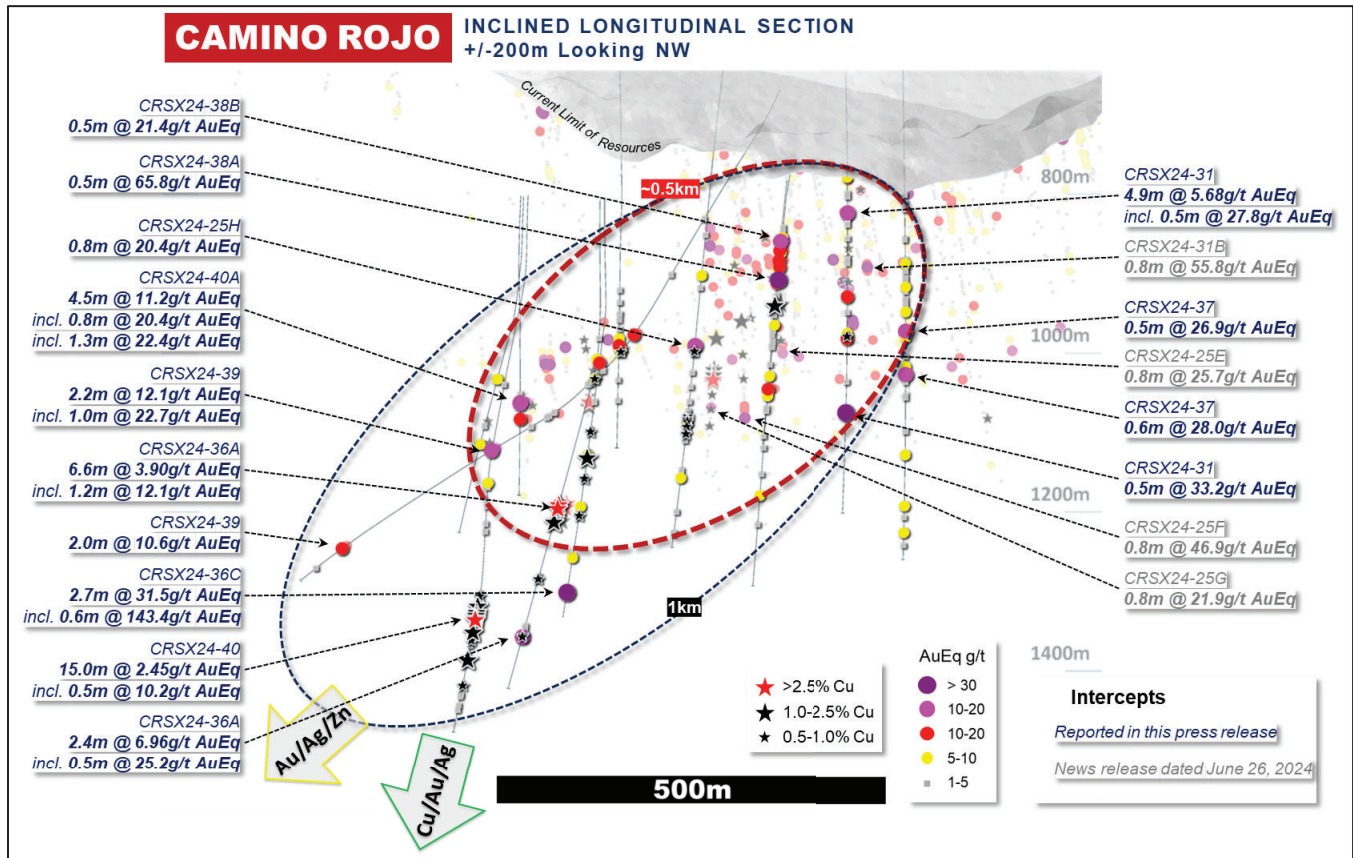 CAMINO ROJO
INCLINED LONGITUDINAL SECTION
+/-200m Looking NW
Current Limit of Resources
CRSX24-38B
0.5m @ 21.4g/t AuEq
CRSX24-38A
0.5m @ 65.8g/t AuEq
CRSX24-25H
0.8m @ 20.4g/t AuEq
CRSX24-40A
4.5m @ 11.2g/t AuEq
incl. 0.8m @ 20.4g/t AuEq
incl. 1.3m @ 22.4g/t AuEq
CRSX24-39
2.2m @ 12.1g/t AuEq
incl. 1.0m @ 22.7g/t AuEq
CRSX24-36A
6.6m @ 3.90g/t AuEq
incl. 1.2m @ 12.1g/t AuEq
CRSX24-39
2.0m @ 10.6g/t AuEq
CRSX24-36C
2.7m @ 31.5g/t AuEq
incl. 0.6m @ 143.4g/t AuEq
CRSX24-40
15.0m @ 2.45g/t AuEq
incl. 0.5m @ 10.2g/t AuEq
CRSX24-36A
2.4m @ 6.96g/t AuEq
incl. 0.5m @ 25.2g/t AuEq
~0.5km
1km
800m
1000m
1200m
1400m
CRSX24-31
4.9m @ 5.68g/t AuEq
incl. 0.5m @ 27.8g/t AuEq
CRSX24-31B
0.8m @ 55.8g/t AuEq
CRSX24-37
0.5m @ 26.9g/t AuEq
CRSX24-25E
0.8m @ 25.7g/t AuEq
CRSX24-37
0.6m @ 28.0g/t AuEq
CRSX24-31
0.5m @ 33.2g/t AuEq
CRSX24-25F
0.8m @ 46.9g/t AuEq
CRSX24-25G
0.8m @ 21.9g/t AuEq
Au/Ag/Zn
Cu/Au/Ag
>2.5% Cu
1.0-2.5% Cu
0.5-1.0% Cu
500m
AuEq g/t
> 30
10-20
10-20
5-10
1-5
Intercepts
Reported in this press release
News release dated June 26, 2024